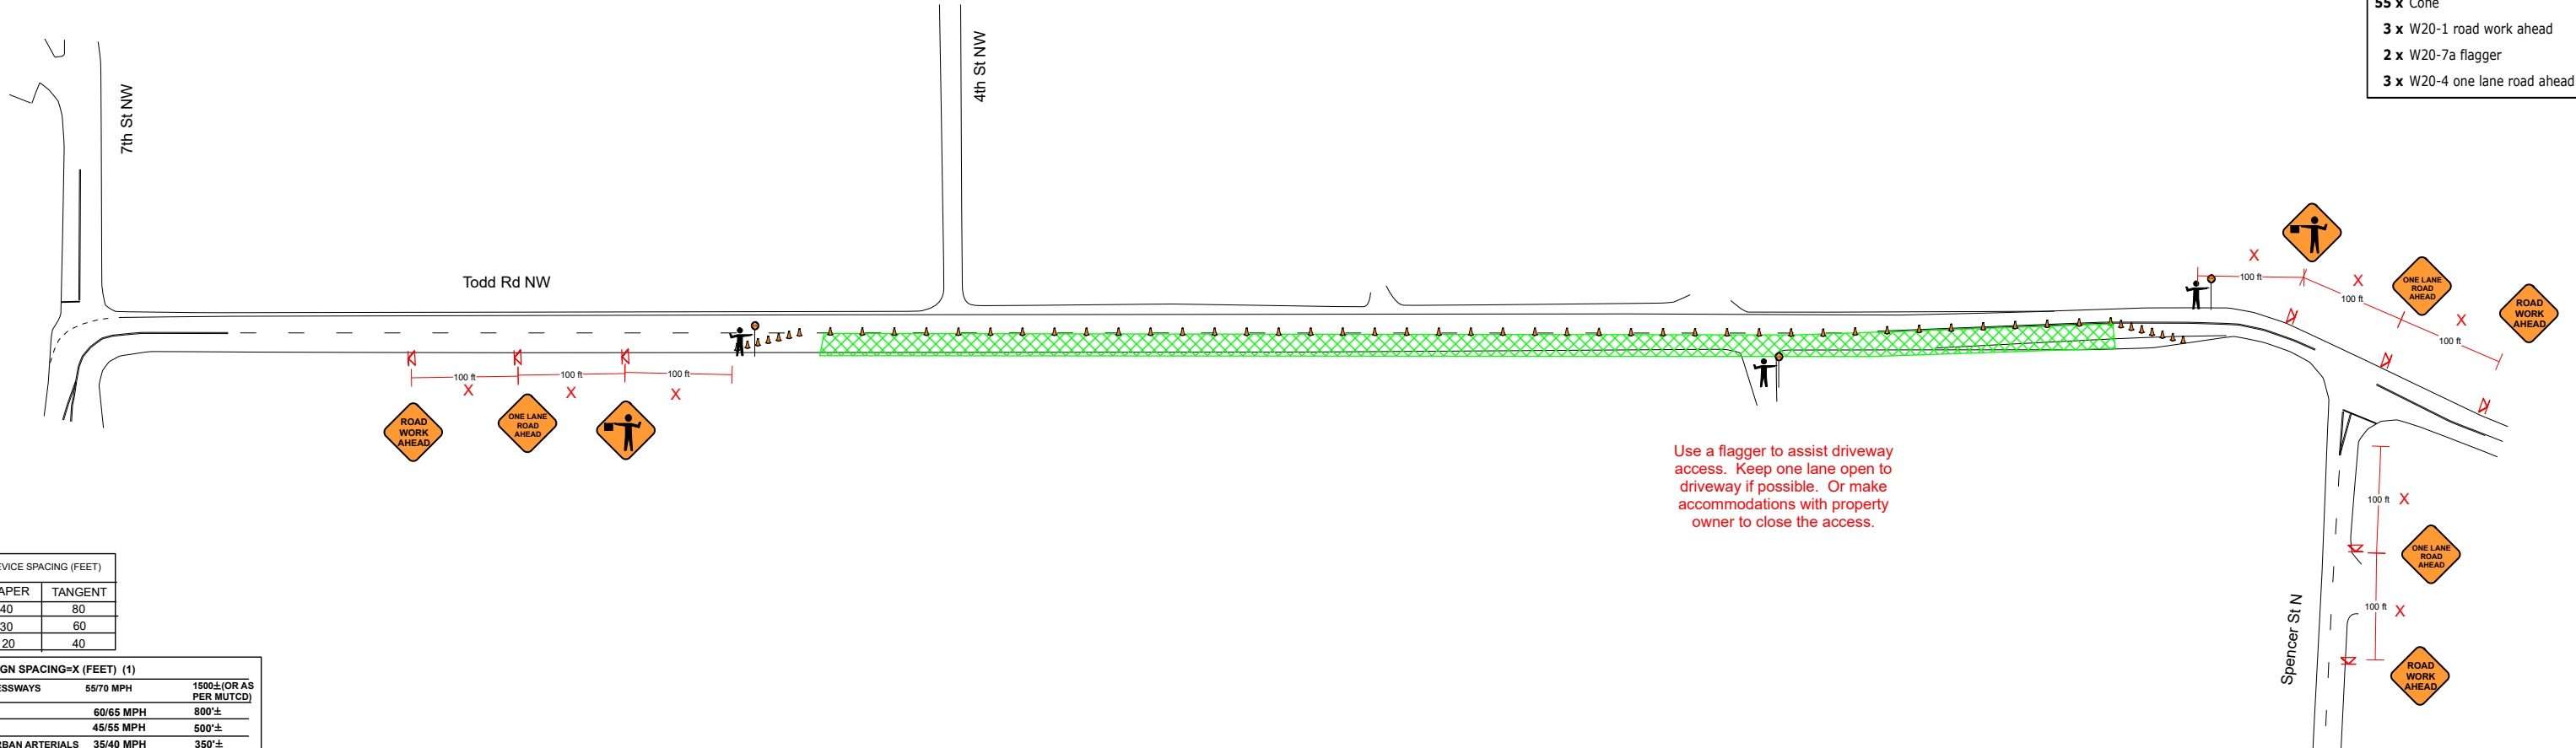 55 x Cone
3 x W20-1 road work ahead
2 x W20-7a flagger
3 x W20-4 one lane road ahead
7th St NW
4th St NW
Todd Rd NW
100 ft
X
100 ft
X
100 ft
X
ROAD
WORK
AHEAD
ONE LANE
ROAD
AHEAD
X
100 ft
X
100 ft
X
100 ft
ONE LANE
ROAD
AHEAD
ROAD
WORK
AHEAD
Use a flagger to assist driveway
access. Keep one lane open to
driveway if possible. Or make
accommodations with property
owner to close the access.
100 ft X
ONE LANE
ROAD
AHEAD
100 ft X
ROAD
WORK
AHEAD
Spencer St N
EVICE SPACING (FEET)
APER TANGENT
40 80
30 60
20 40
GN SPACING=X (FEET) (1)
ESSWAYS 55/70 MPH 1500±(OR AS
PER MUTCD)
60/65 MPH 800'±
45/55 MPH 500'±
RBAN ARTERIALS 35/40 MPH 350'±